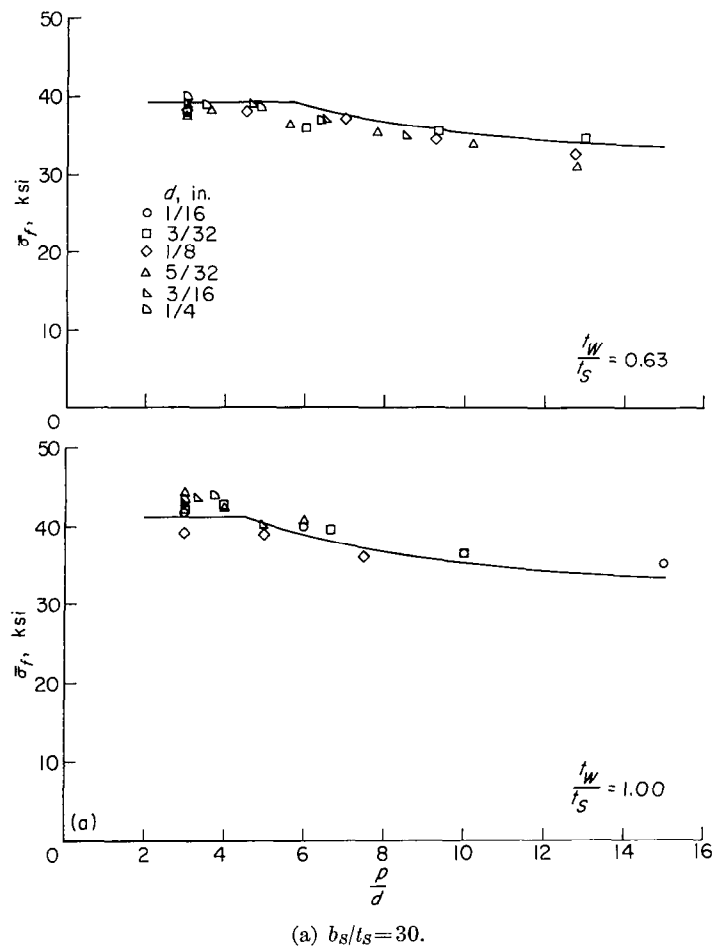 50
40
30
20
10
0
σ̄f, ksi
d, in.
1/16
3/32
1/8
5/32
3/16
1/4
tW/tS = 0.63
50
40
30
20
10
0
σ̄f, ksi
tW/tS = 1.00
(a)
2 4 6 8 10 12 14 16
p/d
(a) bS/tS=30.